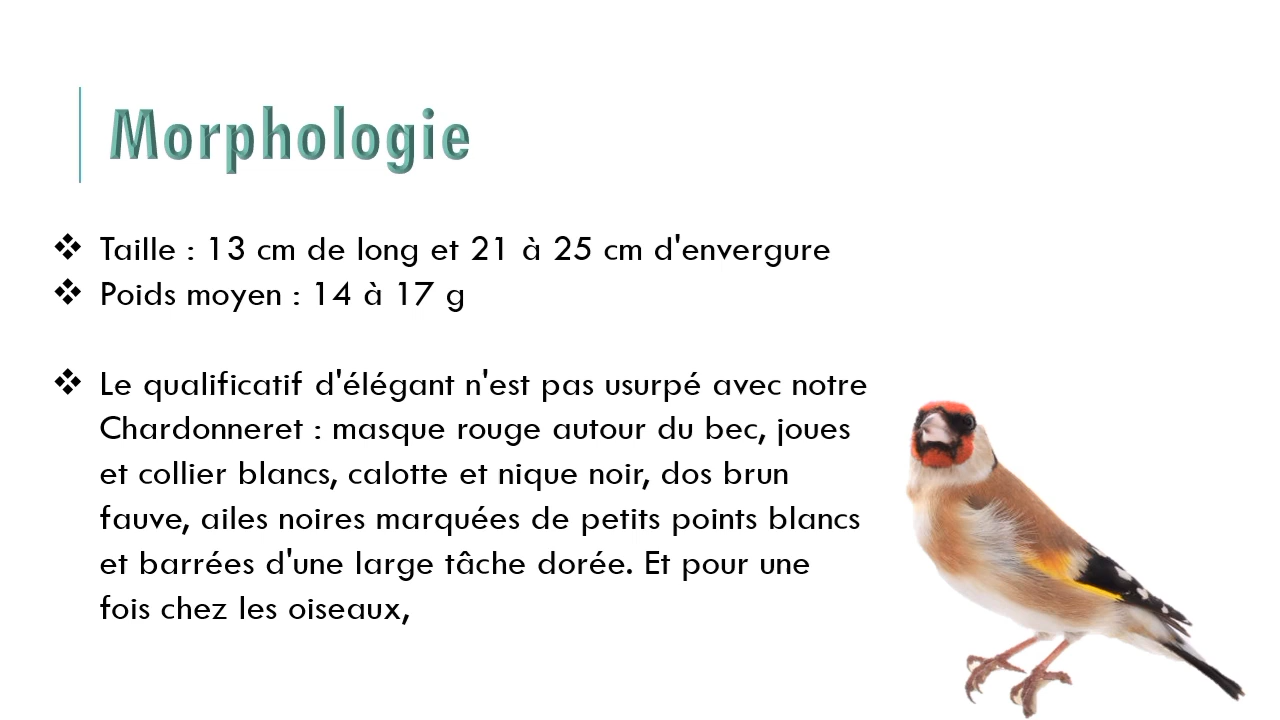 Morphologie
❖ Taille : 13 cm de long et 21 à 25 cm d'envergure
❖ Poids moyen : 14 à 17 g
❖ Le qualificatif d'élégant n'est pas usurpé avec notre
Chardonneret : masque rouge autour du bec, joues
et collier blancs, calotte et nique noir, dos brun
fauve, ailes noires marquées de petits points blancs
et barrées d'une large tâche dorée. Et pour une
fois chez les oiseaux,